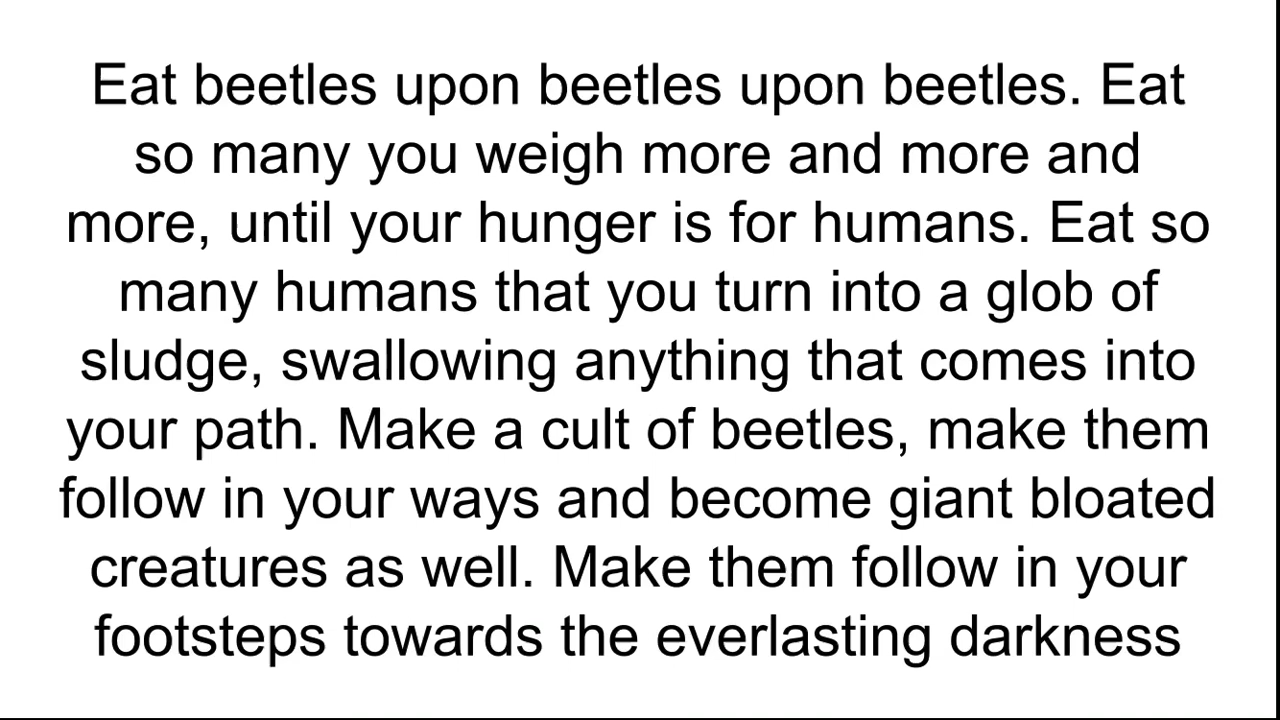 Eat beetles upon beetles upon beetles. Eat
so many you weigh more and more and
more, until your hunger is for humans. Eat so
many humans that you turn into a glob of
sludge, swallowing anything that comes into
your path. Make a cult of beetles, make them
follow in your ways and become giant bloated
creatures as well. Make them follow in your
footsteps towards the everlasting darkness